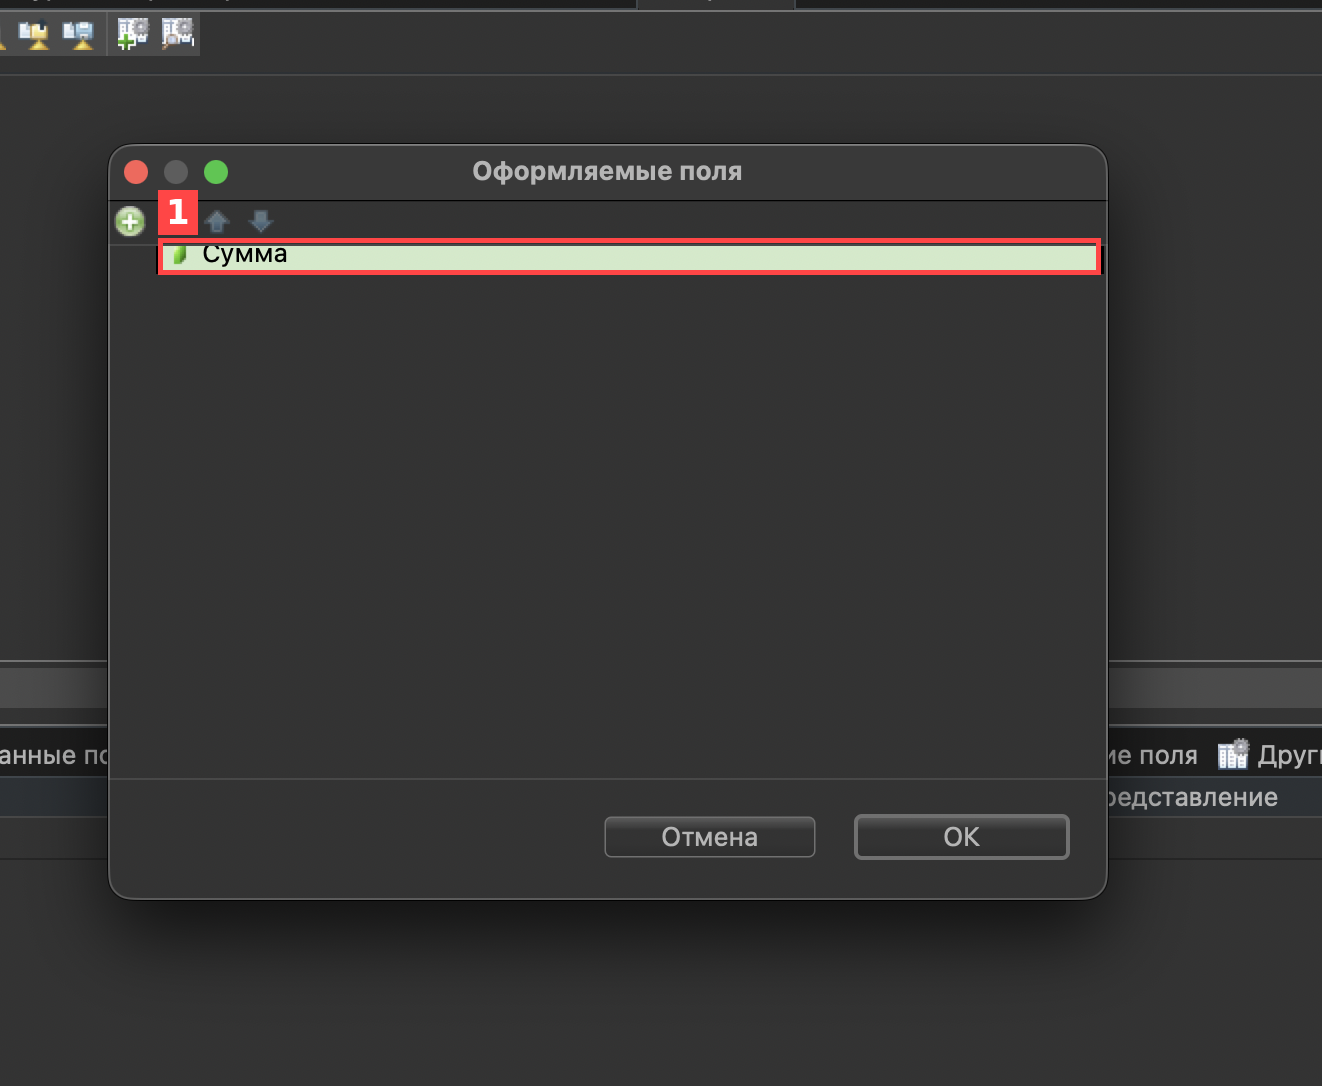 Оформляемые поля
1
Сумма
анные по
ие поля
Други
редставление
Отмена
OK